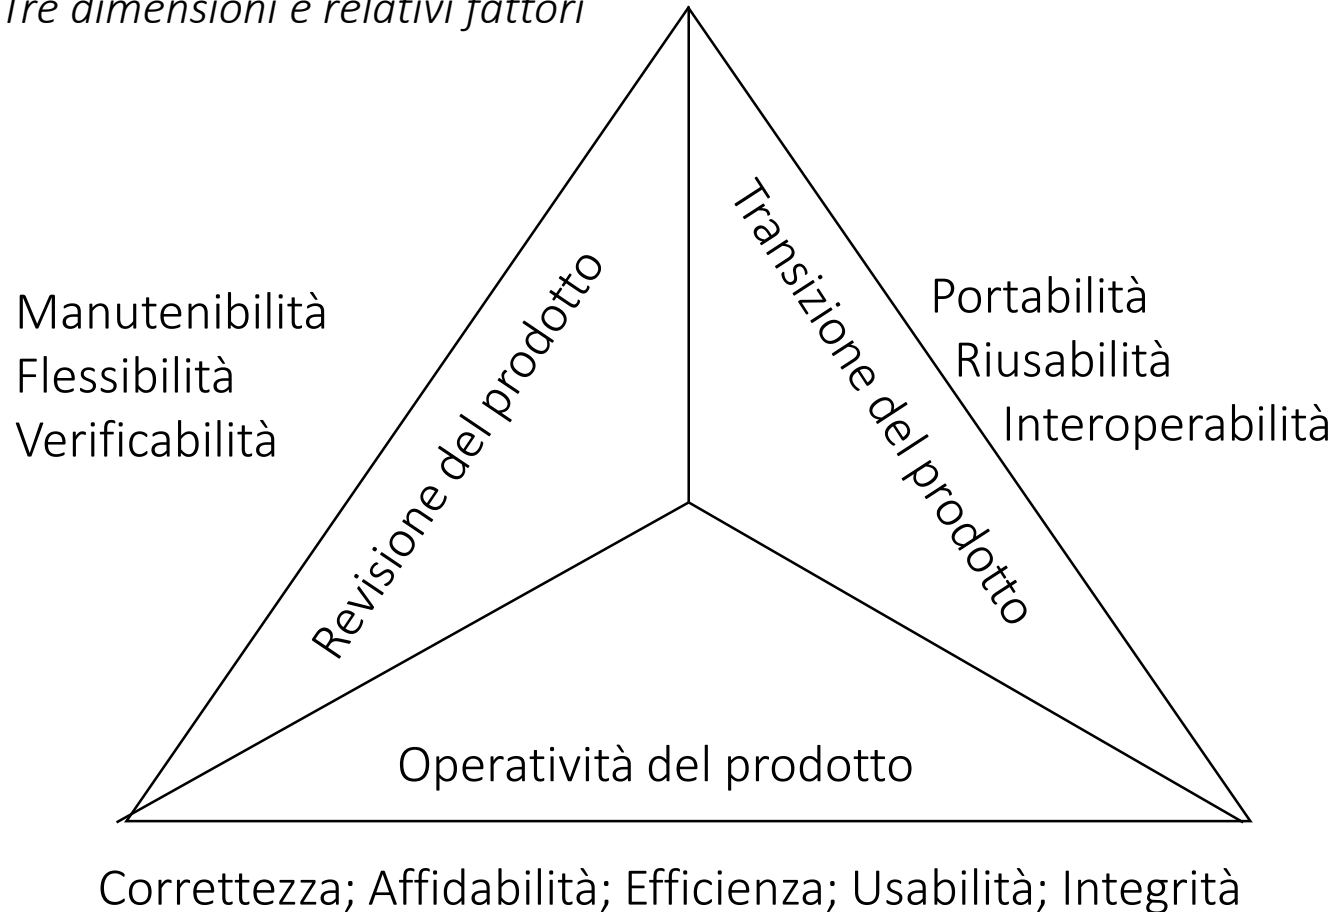 Tre dimensioni e relativi fattori
Manutenibilità
Flessibilità
Verificabilità
Revisione del prodotto
Transizione del prodotto
Portabilità
Riusabilità
Interoperabilità
Operatività del prodotto
Correttezza; Affidabilità; Efficienza; Usabilità; Integrità